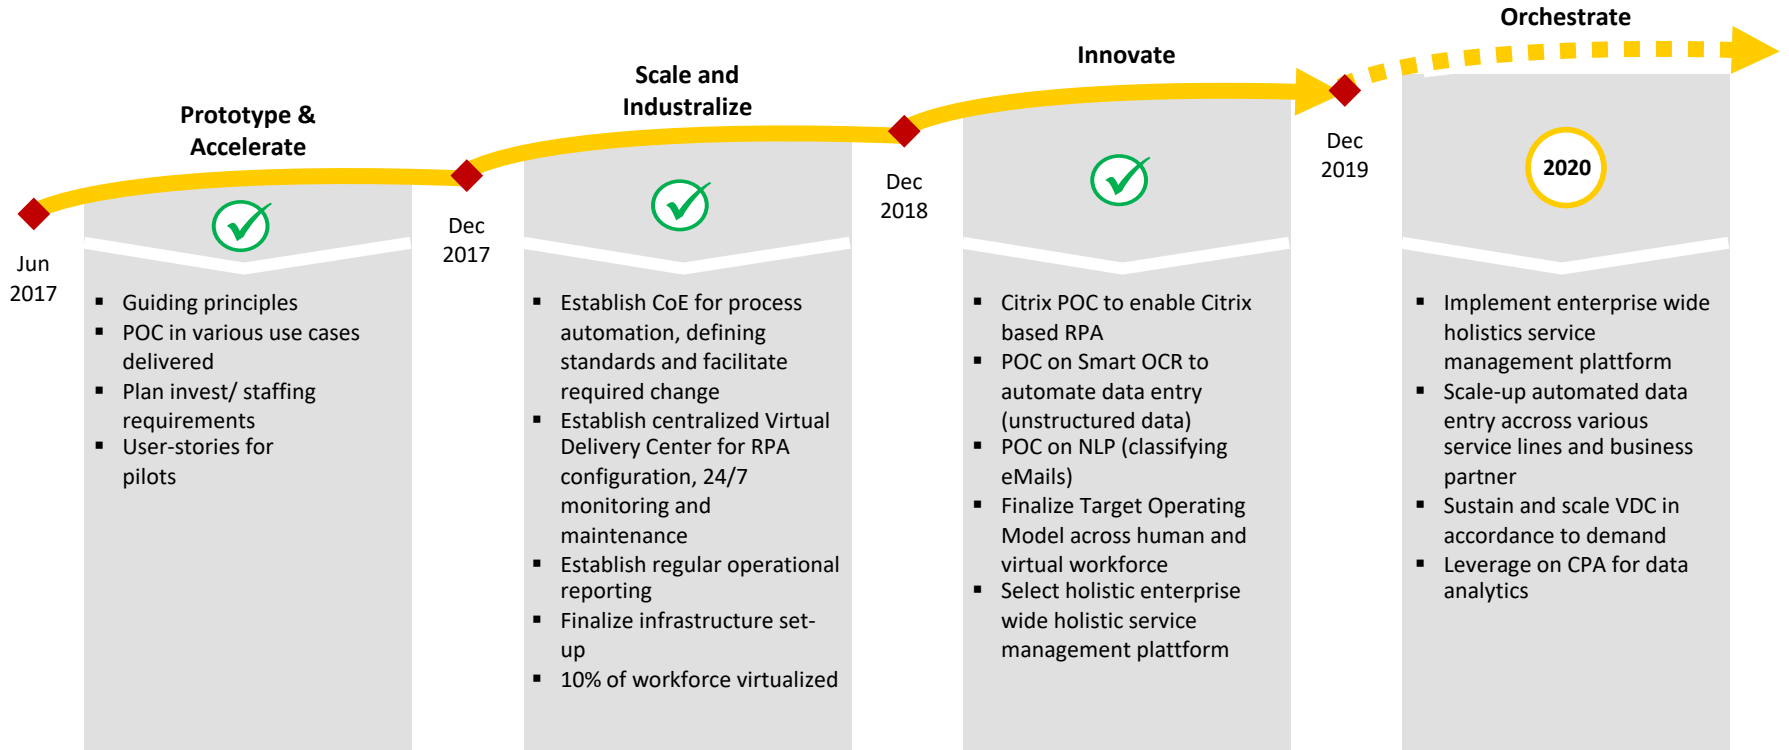 Prototype &
Accelerate
Scale and
Industralize
Innovate
Orchestrate
Jun
2017
Dec
2017
Dec
2018
Dec
2019
2020
▪ Guiding principles
▪ POC in various use cases
delivered
▪ Plan invest/ staffing
requirements
▪ User-stories for
pilots
▪ Establish CoE for process
automation, defining
standards and facilitate
required change
▪ Establish centralized Virtual
Delivery Center for RPA
configuration, 24/7
monitoring and
maintenance
▪ Establish regular operational
reporting
▪ Finalize infrastructure set-
up
▪ 10% of workforce virtualized
▪ Citrix POC to enable Citrix
based RPA
▪ POC on Smart OCR to
automate data entry
(unstructured data)
▪ POC on NLP (classifying
eMails)
▪ Finalize Target Operating
Model across human and
virtual workforce
▪ Select holistic enterprise
wide holistic service
management plattform
▪ Implement enterprise wide
holistics service
management plattform
▪ Scale-up automated data
entry accross various
service lines and business
partner
▪ Sustain and scale VDC in
accordance to demand
▪ Leverage on CPA for data
analytics